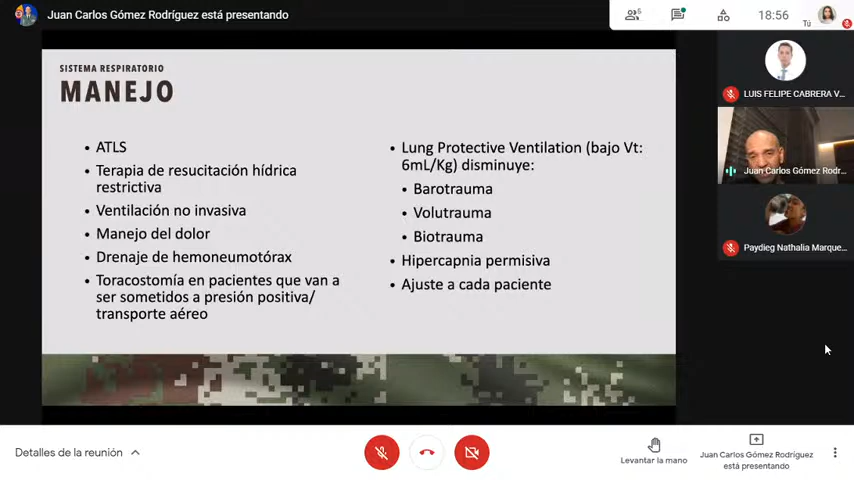 Juan Carlos Gómez Rodríguez está presentando
6
18:56
Tú
SISTEMA RESPIRATORIO
MANEJO
• ATLS
• Terapia de resucitación hídrica
restrictiva
• Ventilación no invasiva
• Manejo del dolor
• Drenaje de hemoneumotórax
• Toracostomía en pacientes que van a
ser sometidos a presión positiva/
transporte aéreo
• Lung Protective Ventilation (bajo Vt:
6mL/Kg) disminuye:
• Barotrauma
• Volutrauma
• Biotrauma
• Hipercapnia permisiva
• Ajuste a cada paciente
LUIS FELIPE CABRERA V...
Juan Carlos Gómez Rodr...
Paydieg Nathalia Marque...
Detalles de la reunión
Levantar la mano
Juan Carlos Gómez Rodríguez
está presentando